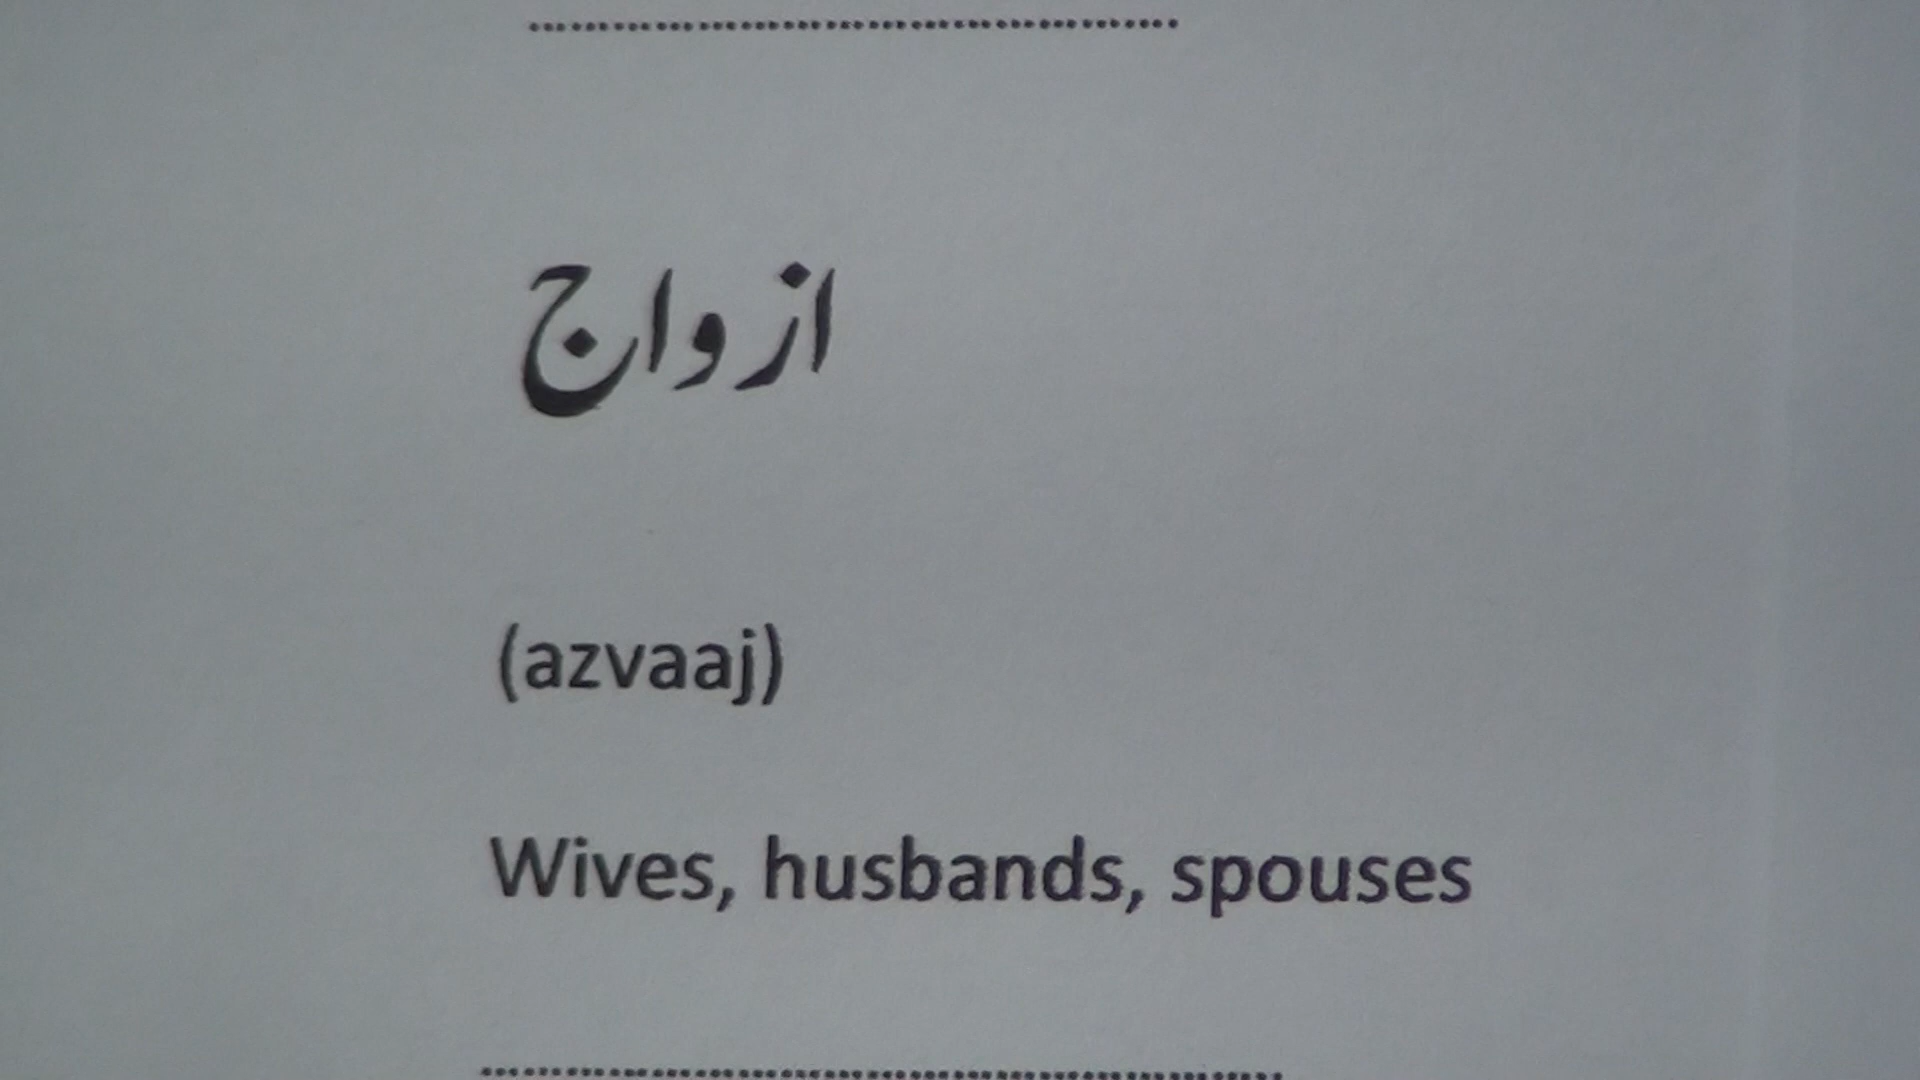 ازواج
(azvaaj)
Wives, husbands, spouses